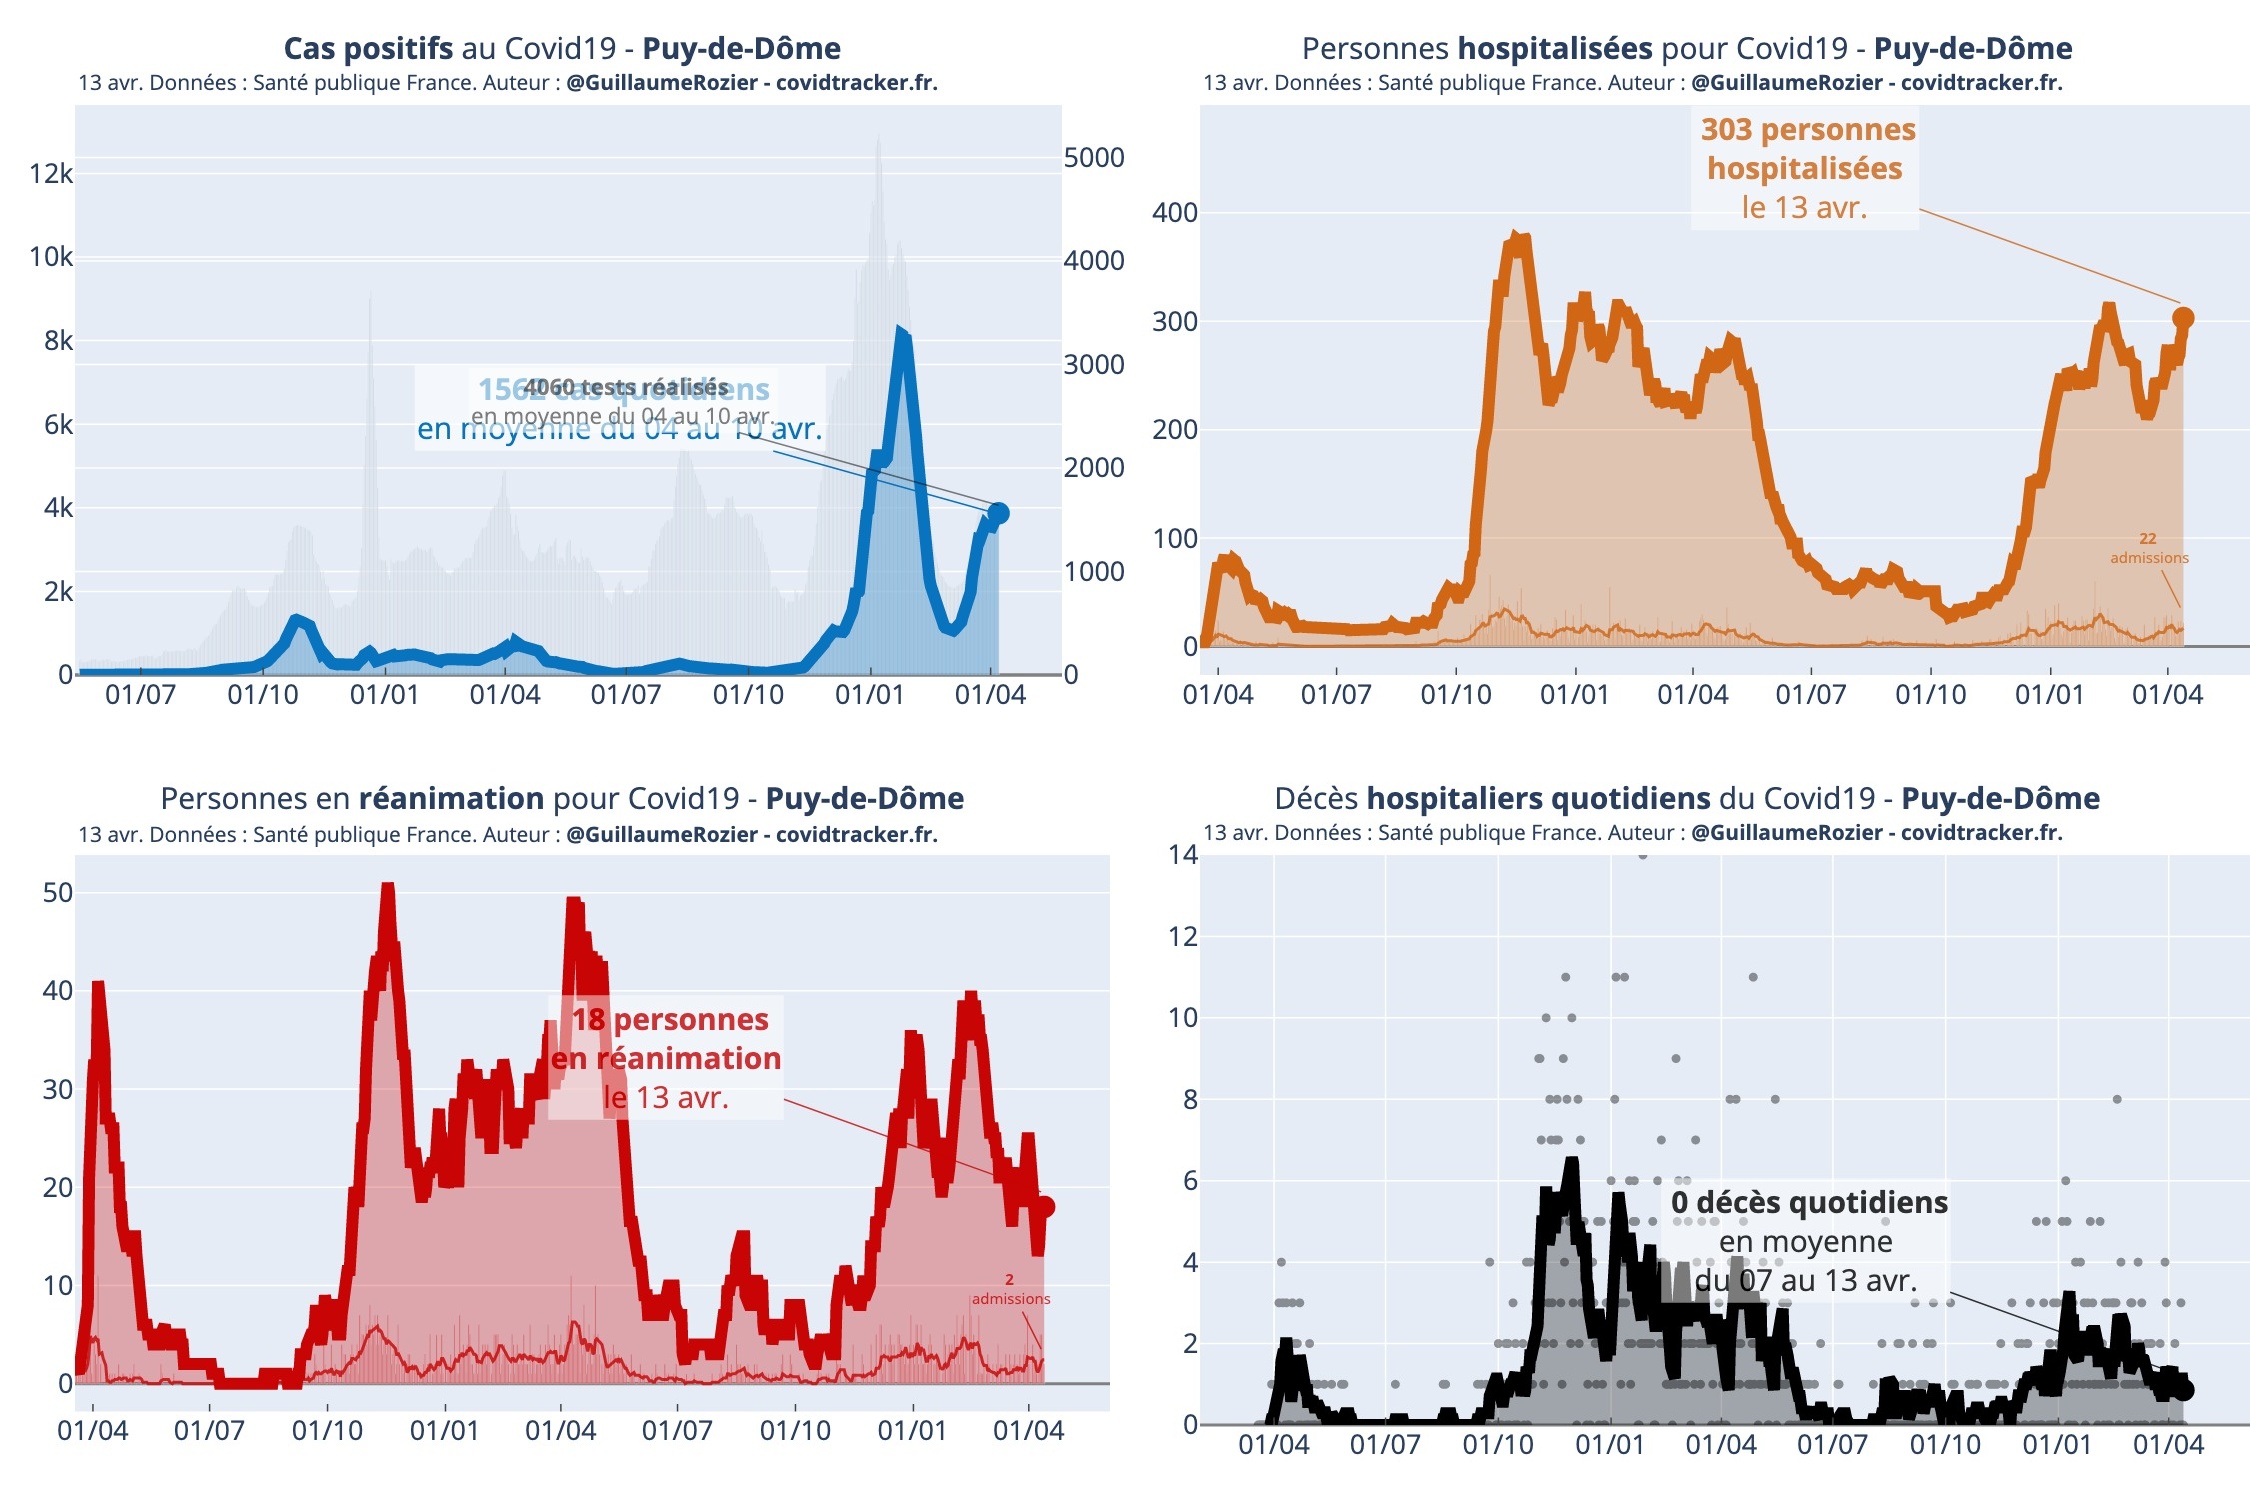 Cas positifs au Covid19 - Puy-de-Dôme
13 avr. Données : Santé publique France. Auteur : @GuillaumeRozier - covidtracker.fr.
12k
10k
8k
6k
4k
2k
0
5000
4000
3000
2000
1000
0
1562 cas quotidiens
en moyenne du 04 au 10 avr.
4060 tests réalisés
en moyenne du 04 au 10 avr.
01/07 01/10 01/01 01/04 01/07 01/10 01/01 01/04
Personnes hospitalisées pour Covid19 - Puy-de-Dôme
13 avr. Données : Santé publique France. Auteur : @GuillaumeRozier - covidtracker.fr.
303 personnes
hospitalisées
le 13 avr.
400
300
200
100
0
22
admissions
01/04 01/07 01/10 01/01 01/04 01/07 01/10 01/01 01/04
Personnes en réanimation pour Covid19 - Puy-de-Dôme
13 avr. Données : Santé publique France. Auteur : @GuillaumeRozier - covidtracker.fr.
50
40
30
20
10
0
18 personnes
en réanimation
le 13 avr.
2
admissions
01/04 01/07 01/10 01/01 01/04 01/07 01/10 01/01 01/04
Décès hospitaliers quotidiens du Covid19 - Puy-de-Dôme
13 avr. Données : Santé publique France. Auteur : @GuillaumeRozier - covidtracker.fr.
14
12
10
8
6
4
2
0
0 décès quotidiens
en moyenne
du 07 au 13 avr.
01/04 01/07 01/10 01/01 01/04 01/07 01/10 01/01 01/04